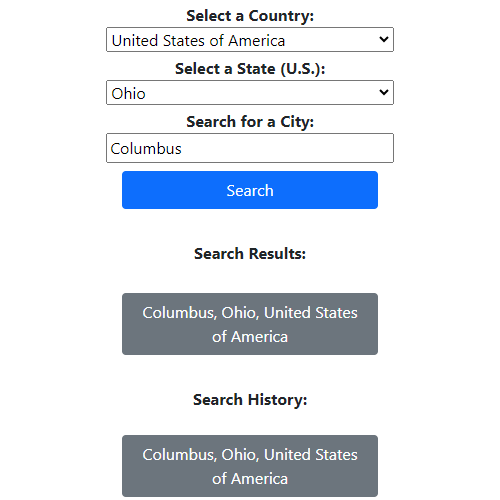 Select a Country:
United States of America
Select a State (U.S.):
Ohio
Search for a City:
Columbus
Search
Search Results:
Columbus, Ohio, United States
of America
Search History:
Columbus, Ohio, United States
of America